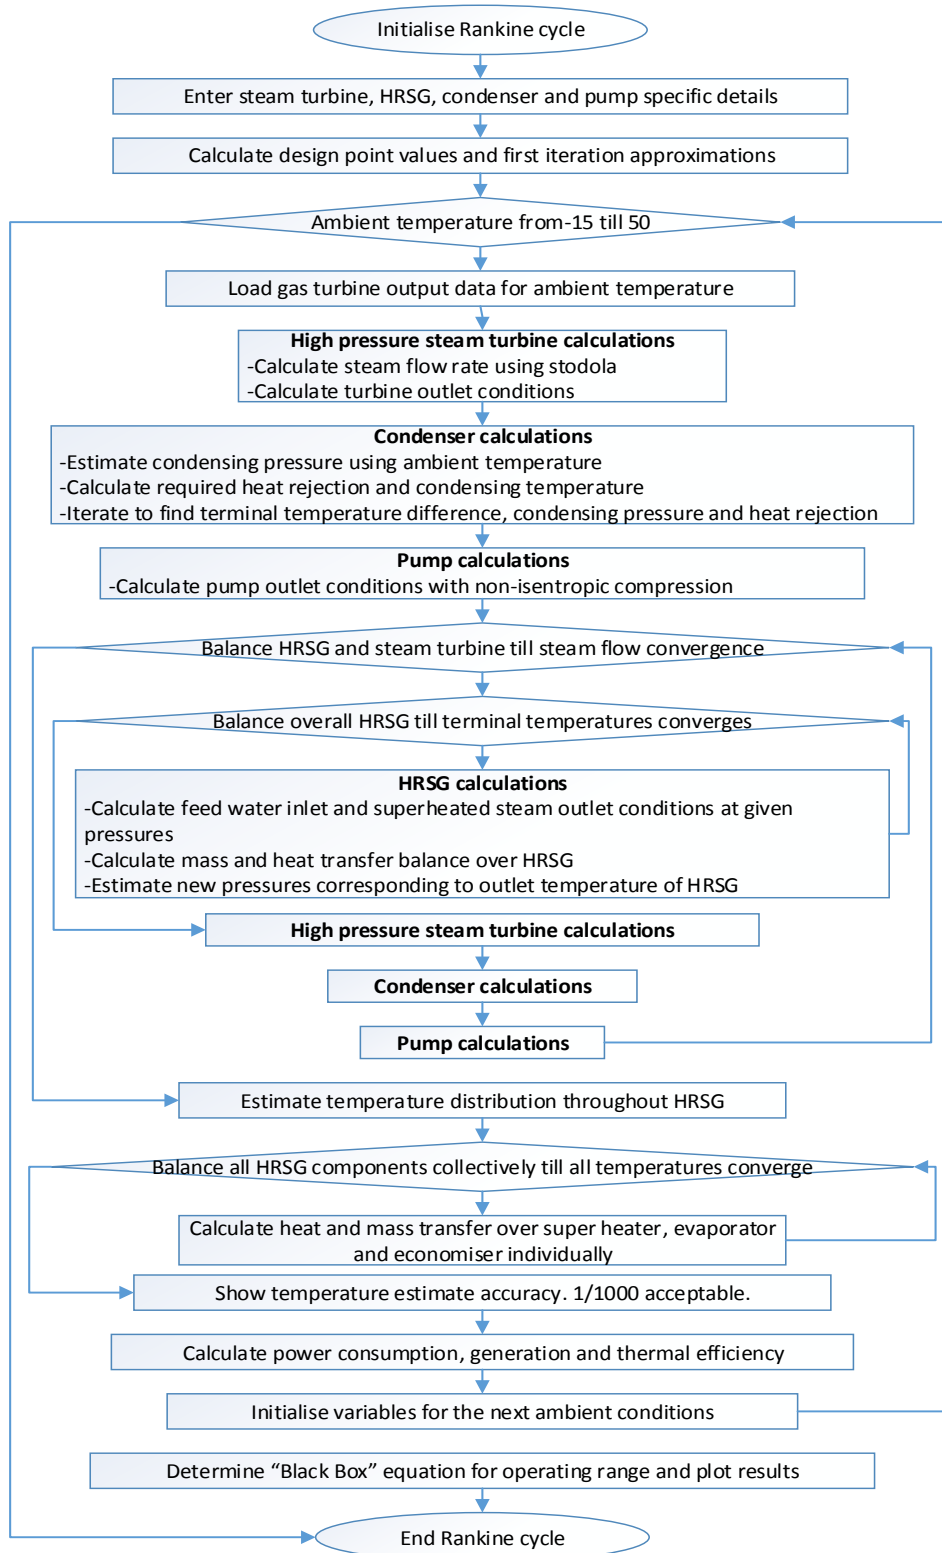 Initialise Rankine cycle
Enter steam turbine, HRSG, condenser and pump specific details
Calculate design point values and first iteration approximations
Ambient temperature from-15 till 50
Load gas turbine output data for ambient temperature
High pressure steam turbine calculations
-Calculate steam flow rate using stodola
-Calculate turbine outlet conditions
Condenser calculations
-Estimate condensing pressure using ambient temperature
-Calculate required heat rejection and condensing temperature
-Iterate to find terminal temperature difference, condensing pressure and heat rejection
Pump calculations
-Calculate pump outlet conditions with non-isentropic compression
Balance HRSG and steam turbine till steam flow convergence
Balance overall HRSG till terminal temperatures converges
HRSG calculations
-Calculate feed water inlet and superheated steam outlet conditions at given
pressures
-Calculate mass and heat transfer balance over HRSG
-Estimate new pressures corresponding to outlet temperature of HRSG
High pressure steam turbine calculations
Condenser calculations
Pump calculations
Estimate temperature distribution throughout HRSG
Balance all HRSG components collectively till all temperatures converge
Calculate heat and mass transfer over super heater, evaporator
and economiser individually
Show temperature estimate accuracy. 1/1000 acceptable.
Calculate power consumption, generation and thermal efficiency
Initialise variables for the next ambient conditions
Determine “Black Box” equation for operating range and plot results
End Rankine cycle